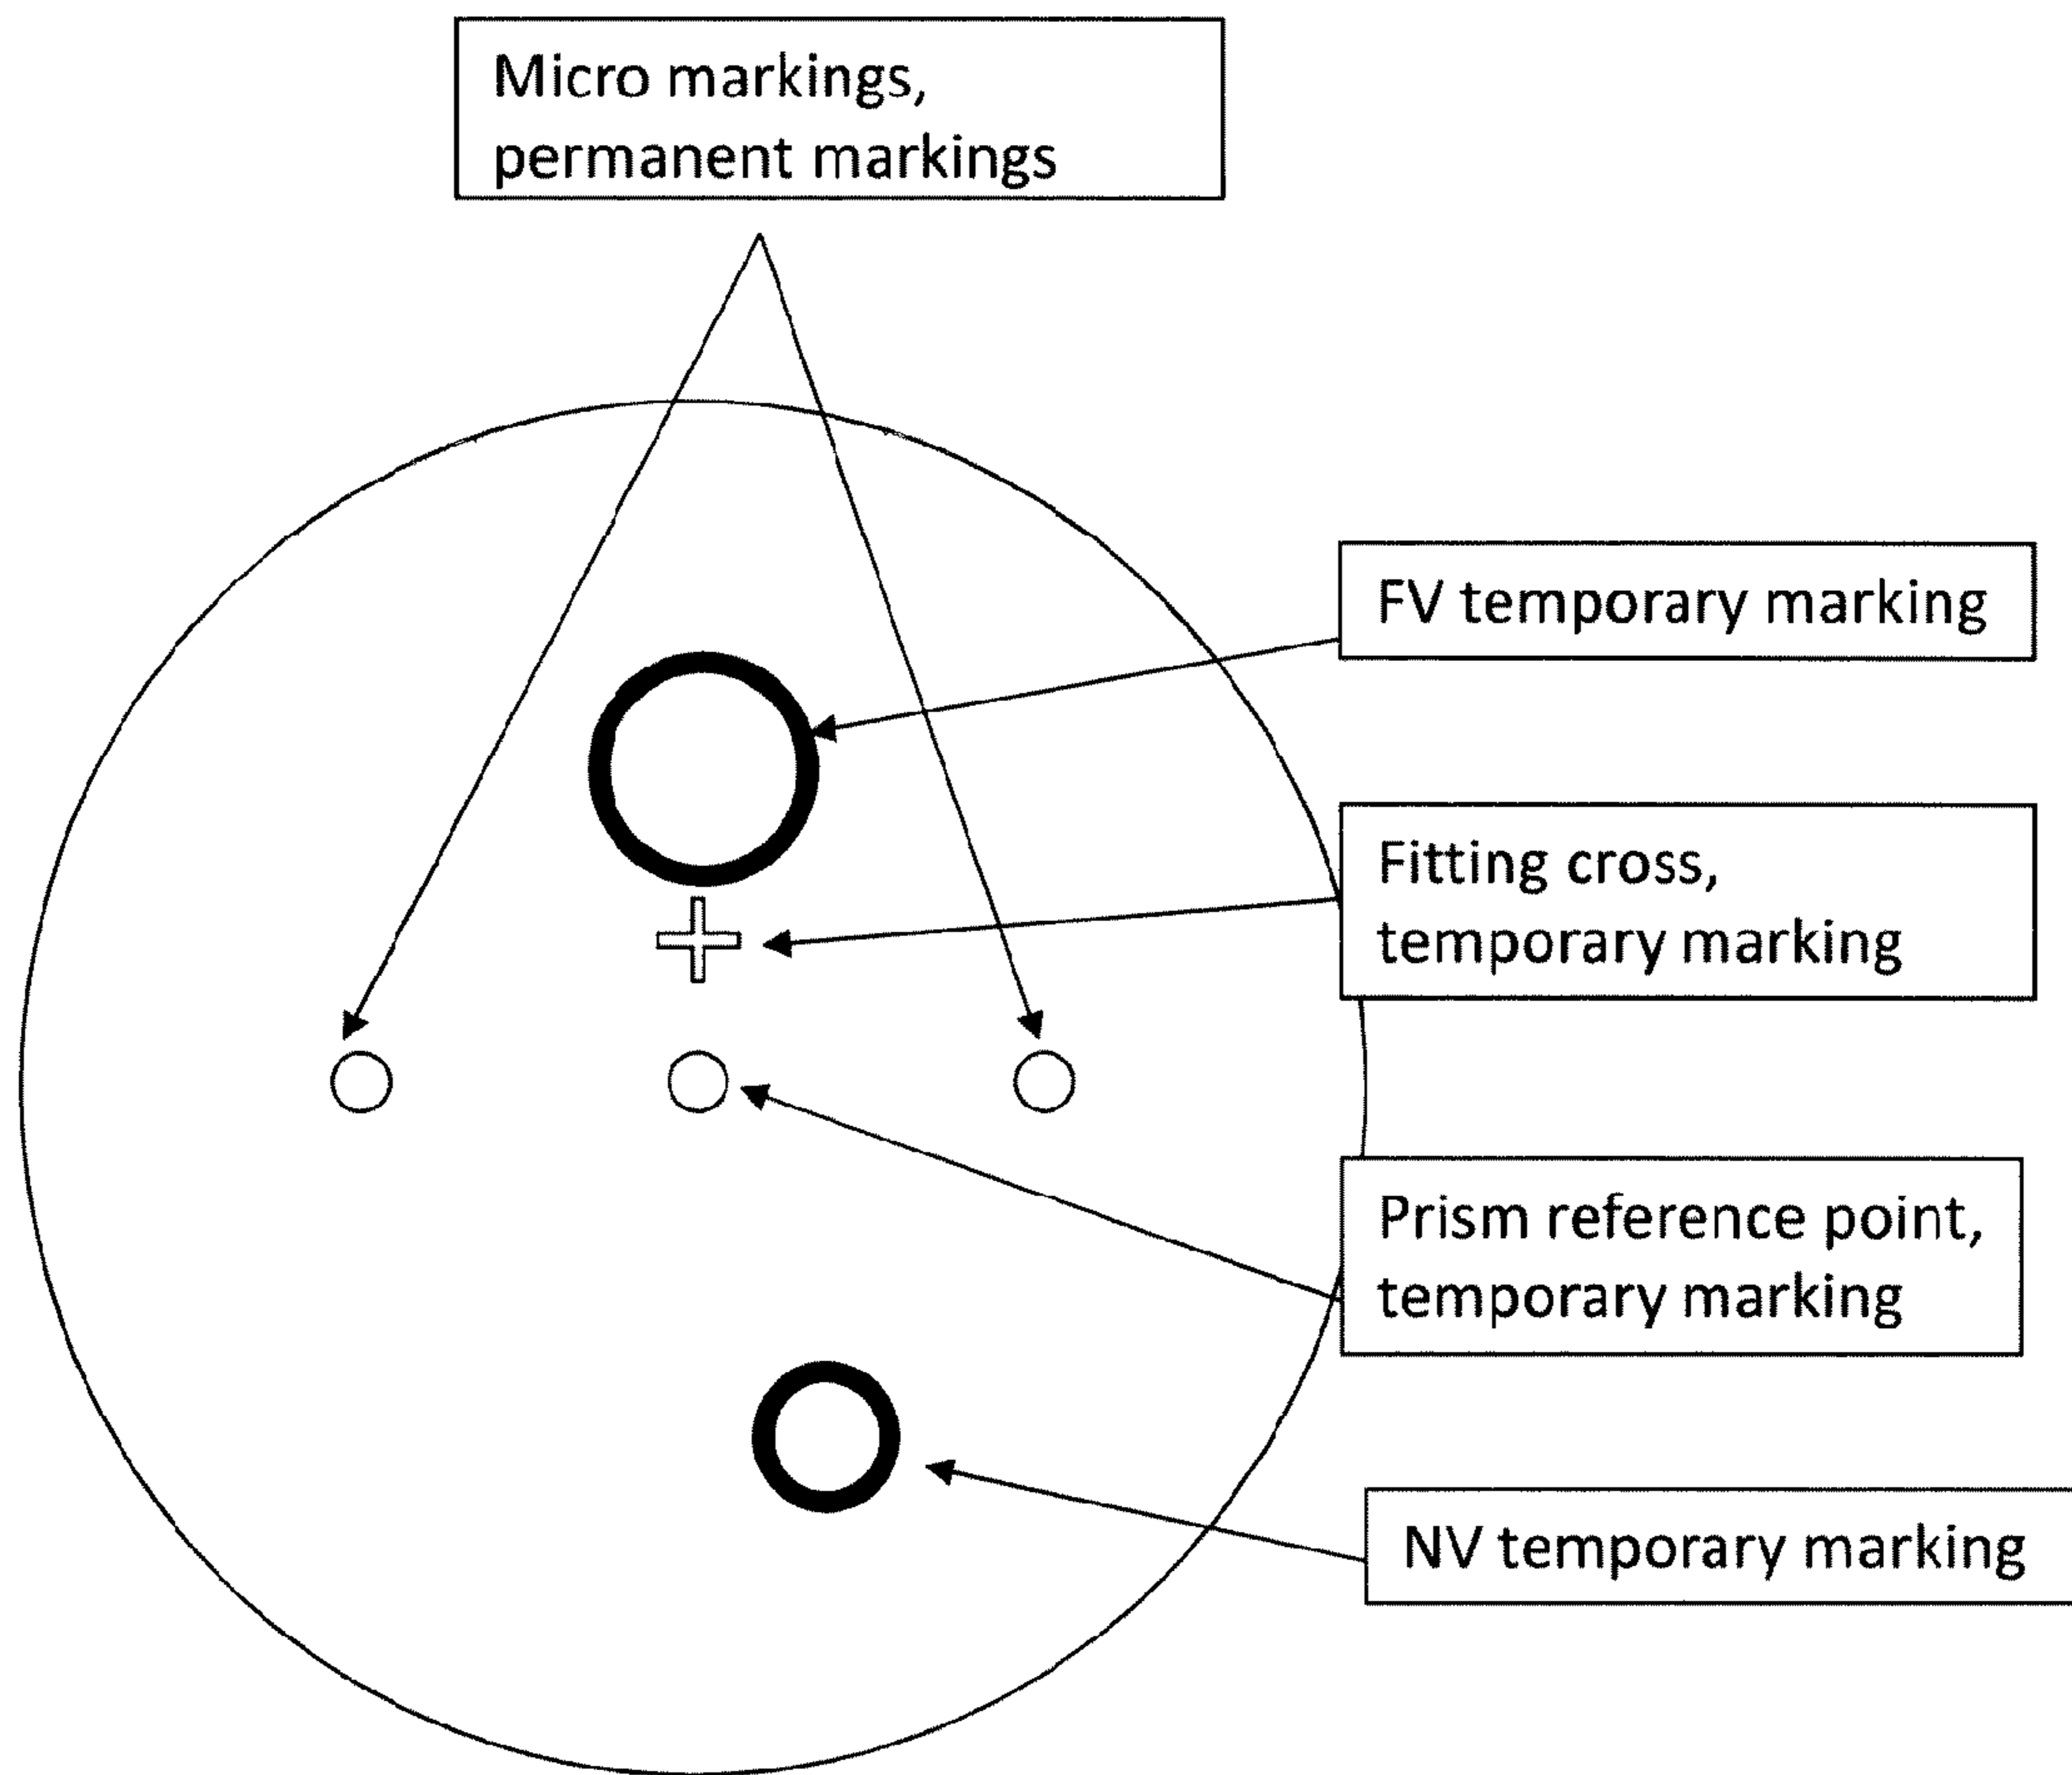 Micro markings,
permanent markings
FV temporary marking
Fitting cross,
temporary marking
Prism reference point,
temporary marking
NV temporary marking